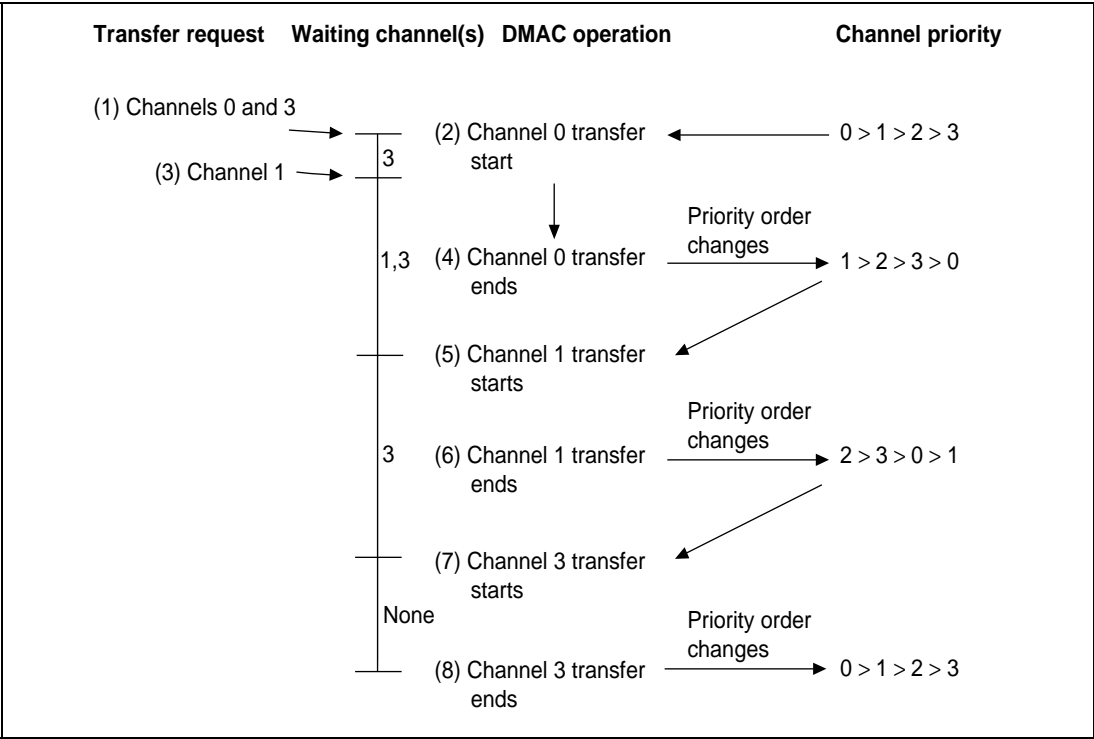 Transfer request Waiting channel(s) DMAC operation Channel priority
(1) Channels 0 and 3
(2) Channel 0 transfer
start
0 > 1 > 2 > 3
3
(3) Channel 1
Priority order
changes
1,3
(4) Channel 0 transfer
ends
1 > 2 > 3 > 0
(5) Channel 1 transfer
starts
Priority order
changes
3
(6) Channel 1 transfer
ends
2 > 3 > 0 > 1
(7) Channel 3 transfer
starts
None
Priority order
changes
(8) Channel 3 transfer
ends
0 > 1 > 2 > 3